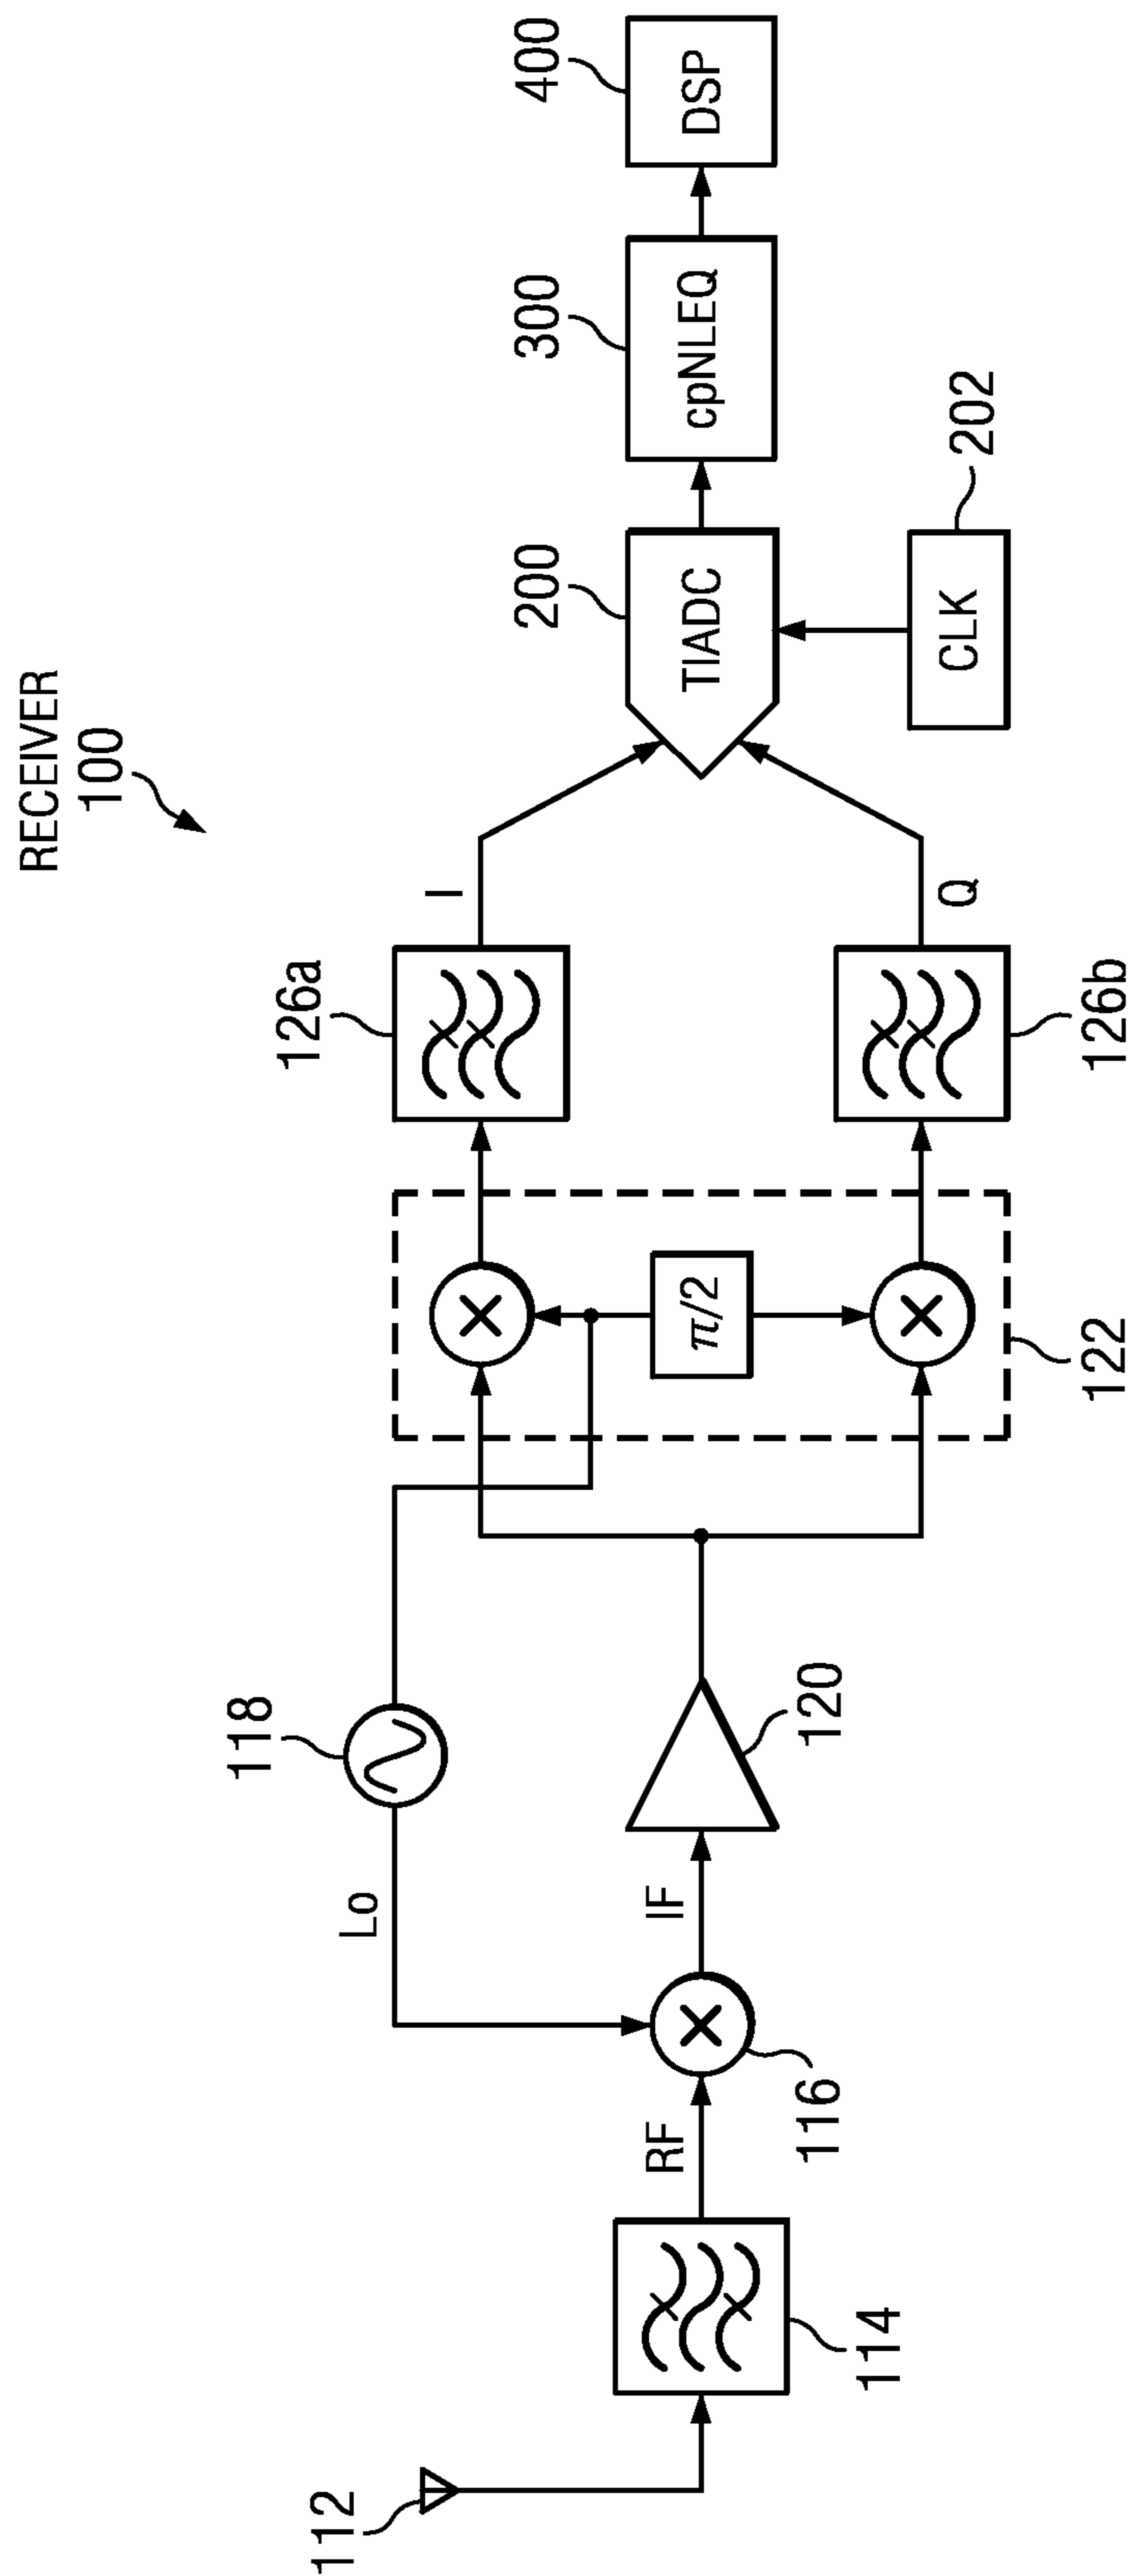 RECEIVER
100
112
114
RF
116
Lo
118
IF
120
122
π/2
126a
126b
I
Q
200
TIADC
CLK
202
300
cpNLEQ
400
DSP